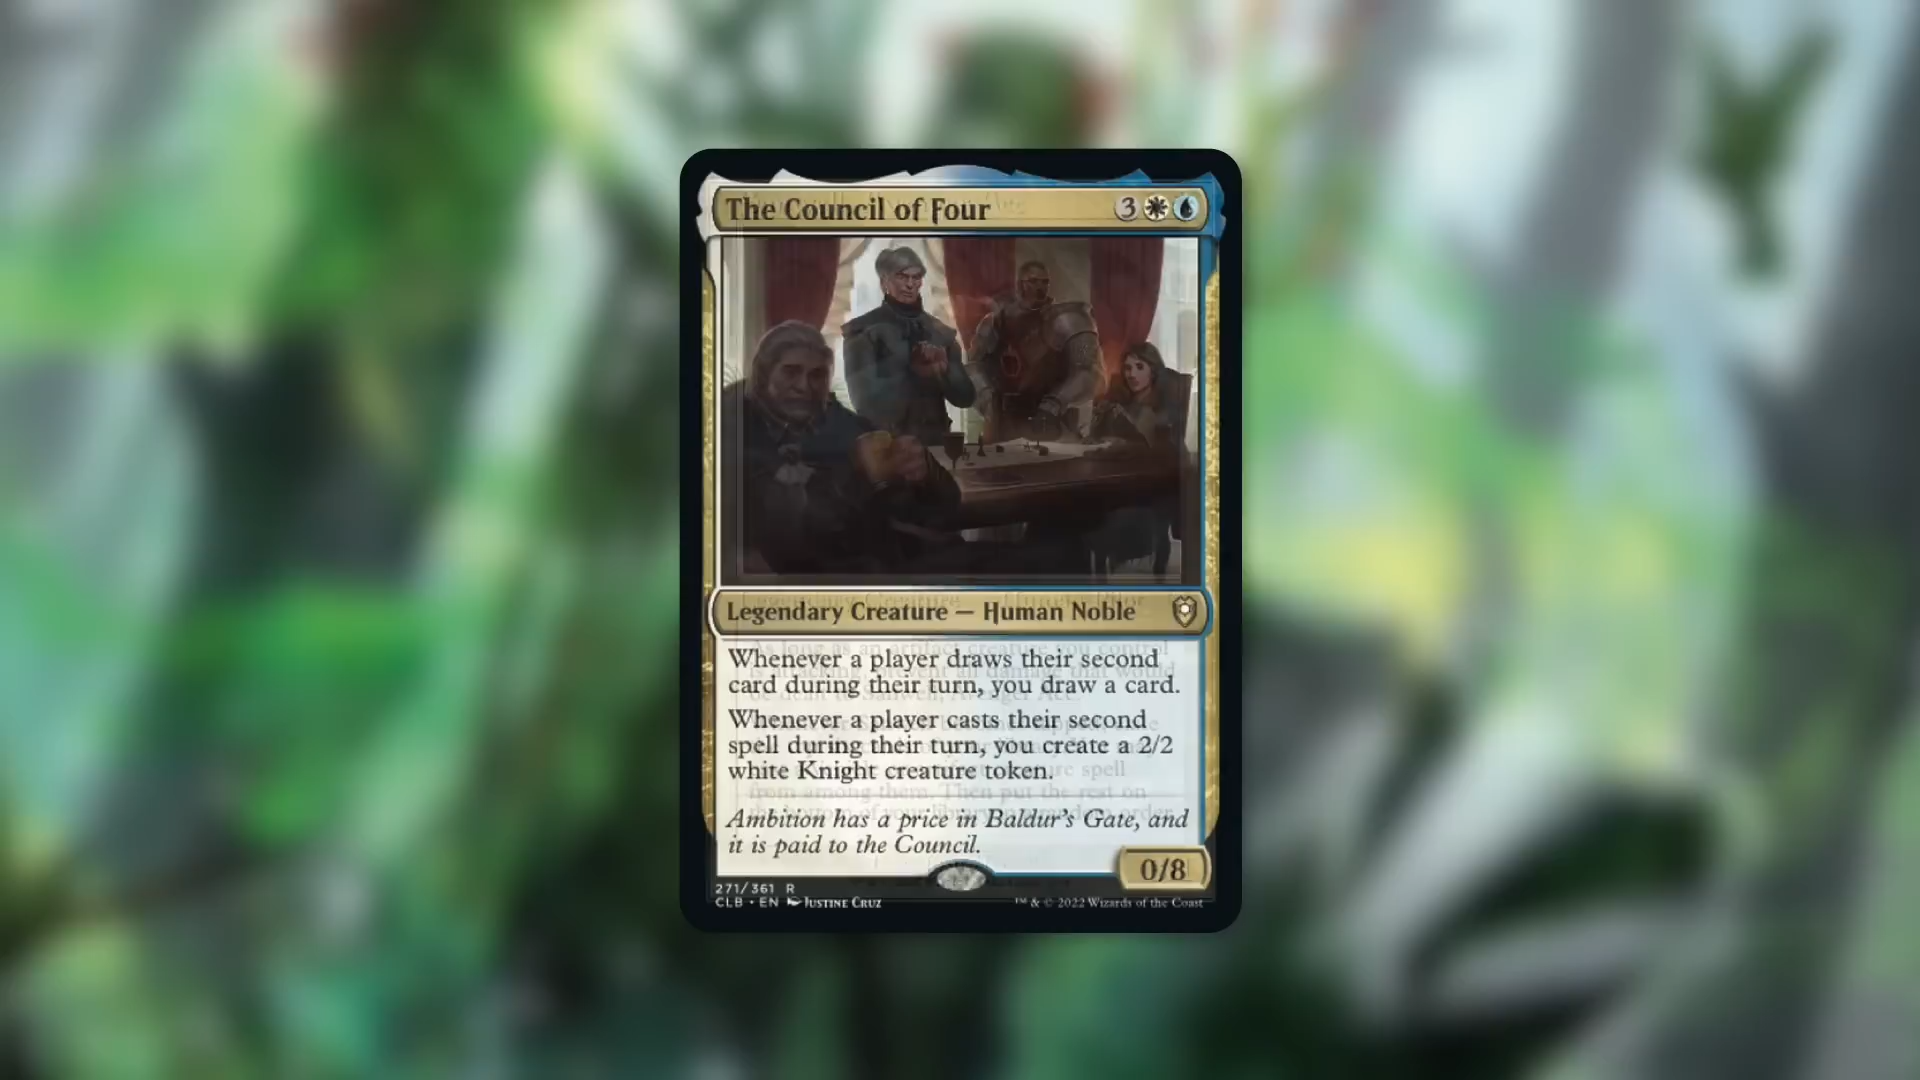 The Council of Four 3
Legendary Creature — Human Noble
Whenever a player draws their second
card during their turn, you draw a card.
Whenever a player casts their second
spell during their turn, you create a 2/2
white Knight creature token.
Ambition has a price in Baldur's Gate, and
it is paid to the Council.
0/8
271/361 R
CLB • EN Justine Cruz
™ & © 2022 Wizards of the Coast